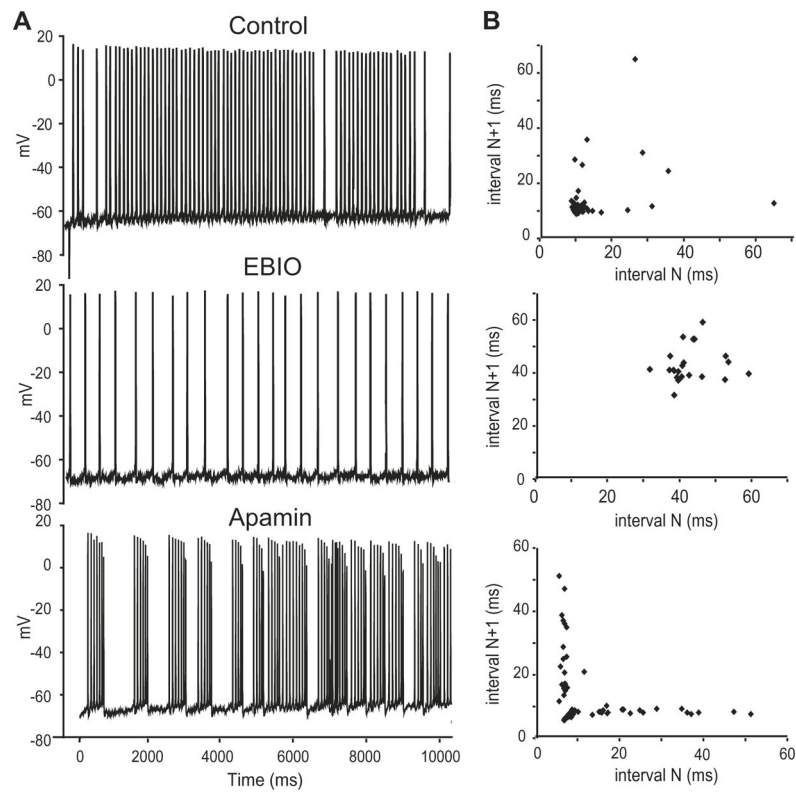 A
Control
20
0
-20
-40
-60
-80
mV
EBIO
20
0
-20
-40
-60
-80
mV
Apamin
20
0
-20
-40
-60
-80
mV
0 2000 4000 6000 8000 10000
Time (ms)
B
60
40
20
0
interval N+1 (ms)
0 20 40 60
interval N (ms)
60
40
20
0
interval N+1 (ms)
0 20 40 60
interval N (ms)
60
40
20
0
interval N+1 (ms)
0 20 40 60
interval N (ms)